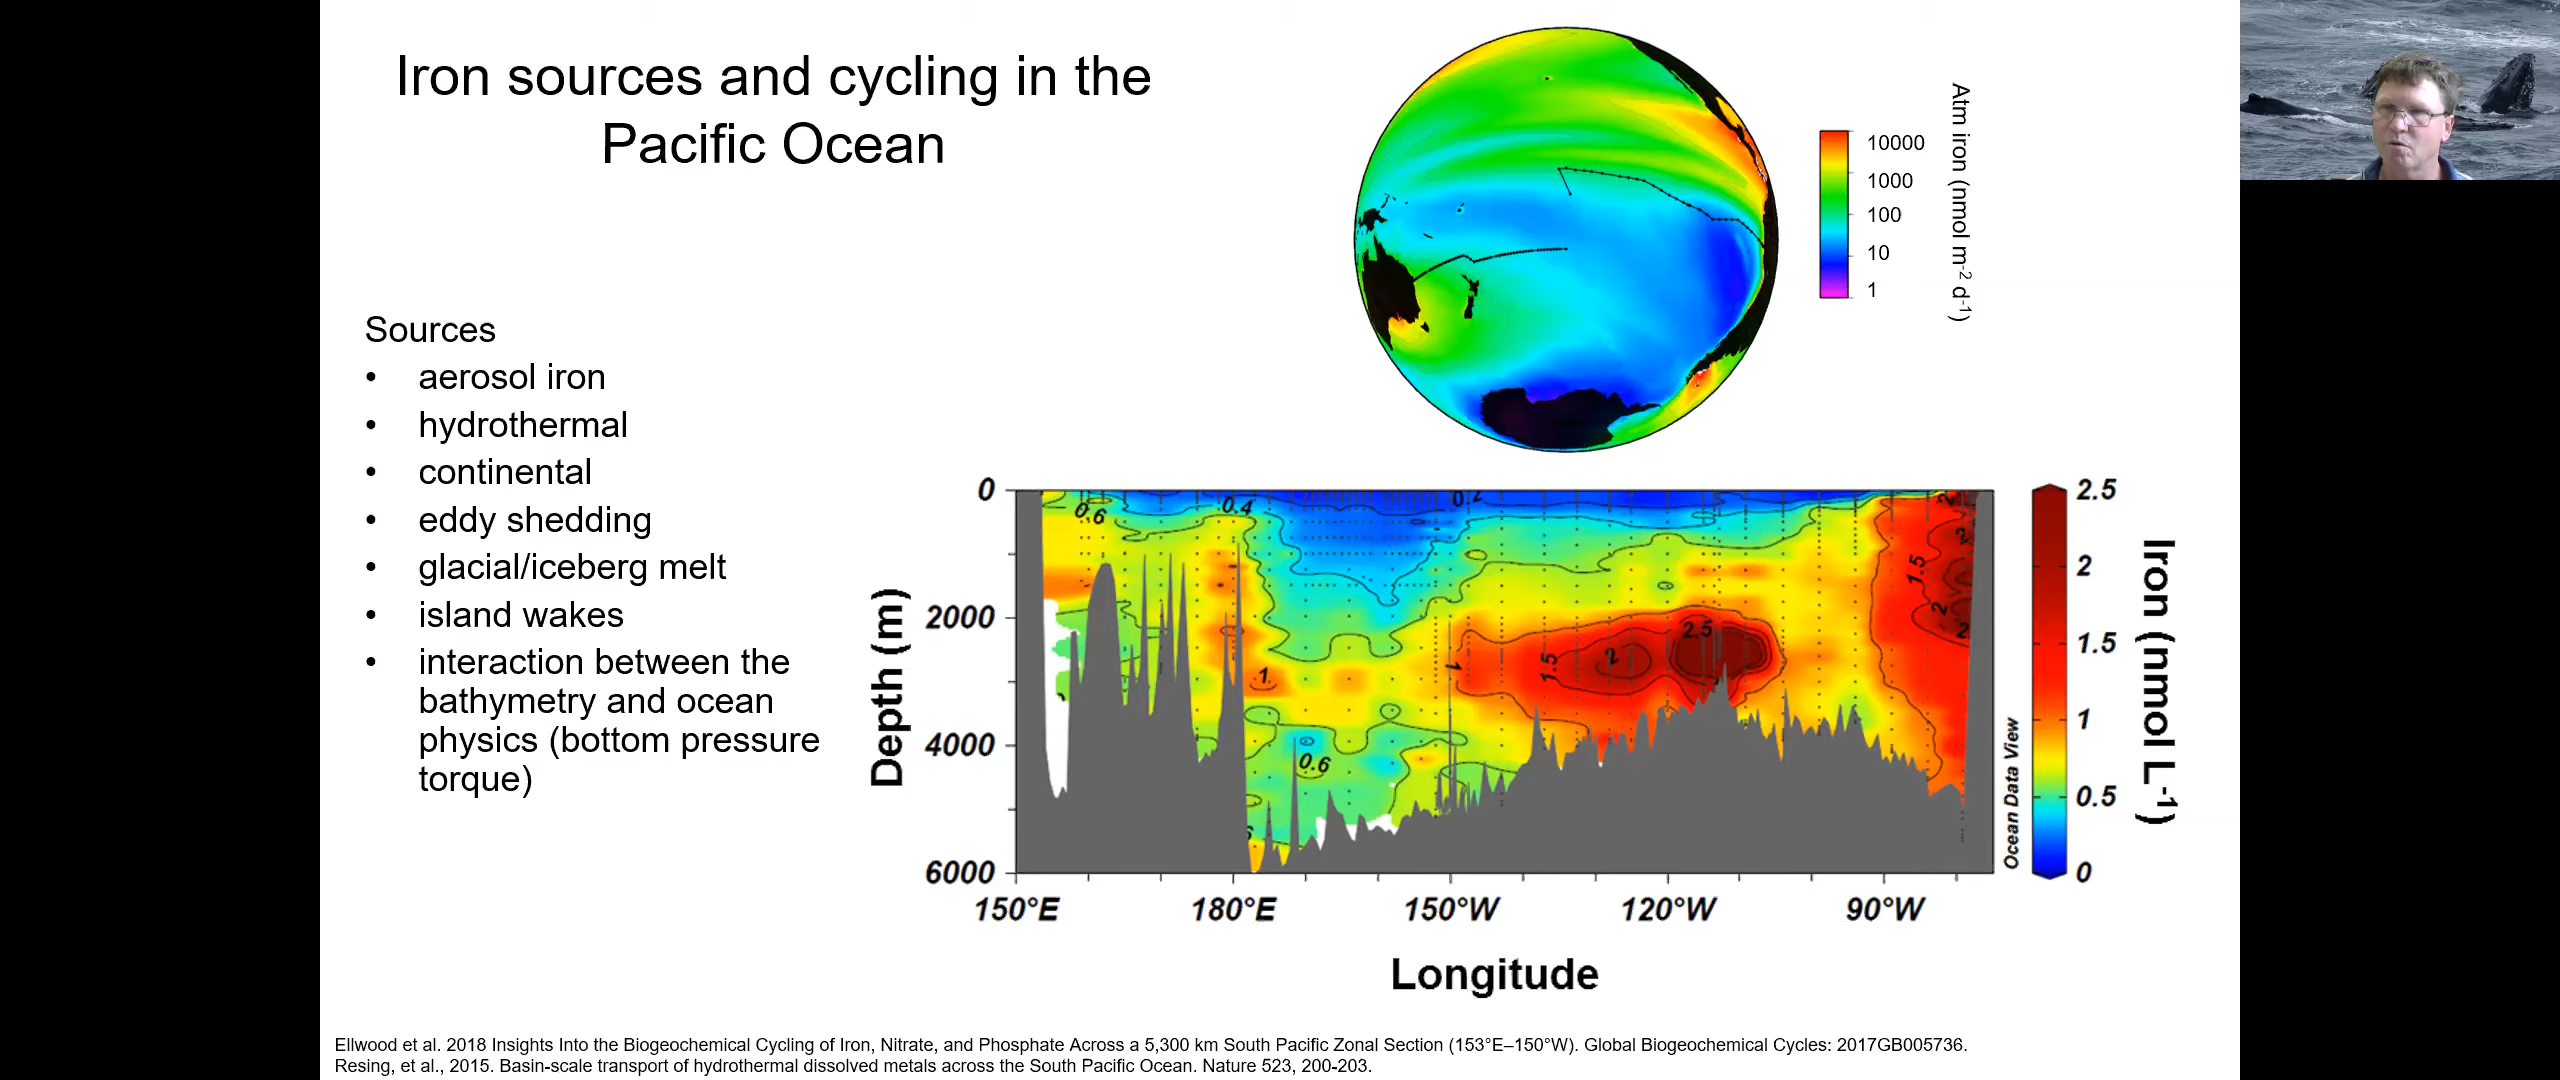 Iron sources and cycling in the
Pacific Ocean
Sources
• aerosol iron
• hydrothermal
• continental
• eddy shedding
• glacial/iceberg melt
• island wakes
• interaction between the
bathymetry and ocean
physics (bottom pressure
torque)
10000
1000
100
10
1
Atm iron (nmol m-2 d-1)
0
2000
4000
6000
Depth (m)
0.6
0.4
0.2
1
0.6
1
1.5
2
2.5
1.5
2
2
2
2
150°E
180°E
150°W
120°W
90°W
Longitude
Ocean Data View
2.5
2
1.5
1
0.5
0
Iron (nmol L-1)
Ellwood et al. 2018 Insights Into the Biogeochemical Cycling of Iron, Nitrate, and Phosphate Across a 5,300 km South Pacific Zonal Section (153°E–150°W). Global Biogeochemical Cycles: 2017GB005736.
Resing, et al., 2015. Basin-scale transport of hydrothermal dissolved metals across the South Pacific Ocean. Nature 523, 200-203.